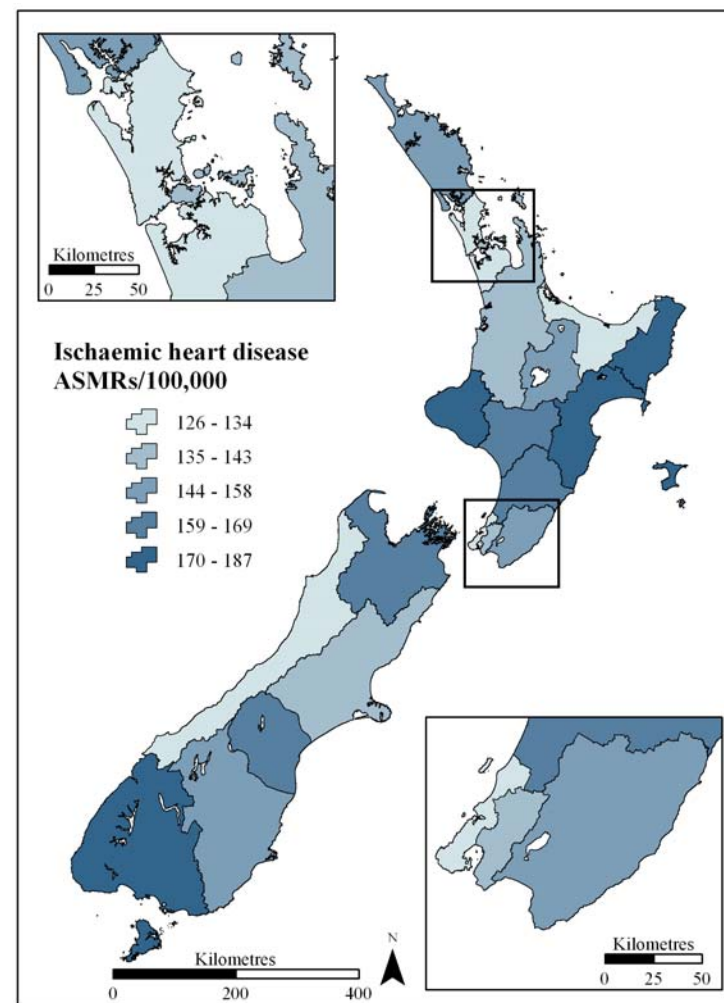 Kilometres
0 25 50
Ischaemic heart disease
ASMRs/100,000
126 - 134
135 - 143
144 - 158
159 - 169
170 - 187
N
Kilometres
0 200 400
Kilometres
0 25 50